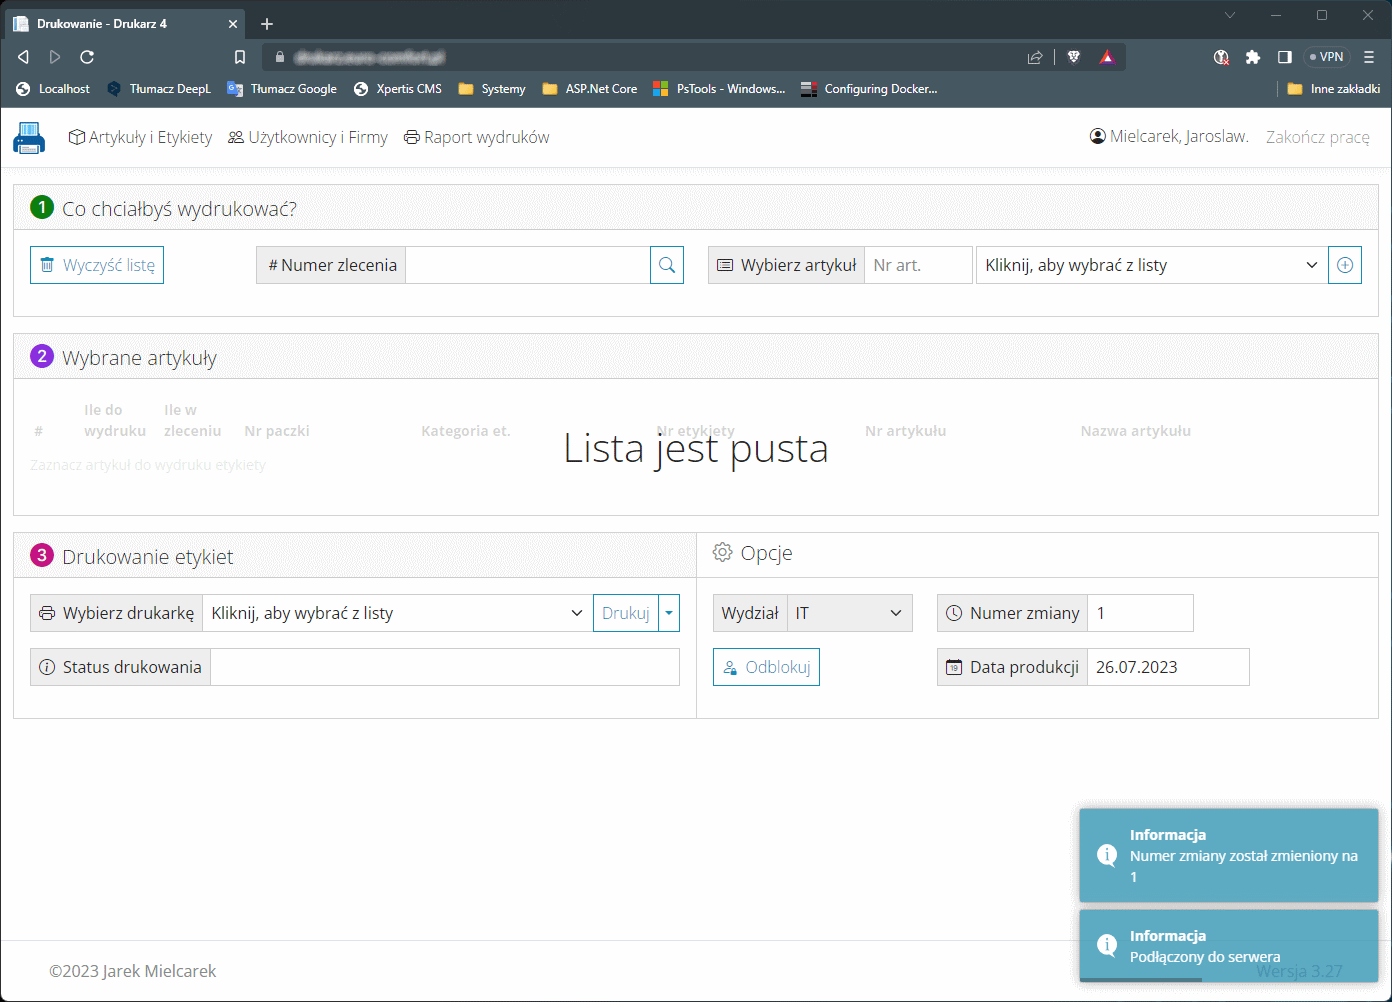 Drukowanie - Drukarz 4
VPN
Localhost
Tłumacz DeepL
Tłumacz Google
Xpertis CMS
Systemy
ASP.Net Core
PsTools - Windows...
Configuring Docker...
Inne zakładki
Artykuły i Etykiety
Użytkownicy i Firmy
Raport wydruków
Mielcarek, Jaroslaw.
Zakończ pracę
1 Co chciałbyś wydrukować?
Wyczyść listę
# Numer zlecenia
Wybierz artykuł
Nr art.
Kliknij, aby wybrać z listy
2 Wybrane artykuły
#
Ile do wydruku
Ile w zleceniu
Nr paczki
Kategoria et.
Nr etykiety
Nr artykułu
Nazwa artykułu
Lista jest pusta
Zaznacz artykuł do wydruku etykiety
3 Drukowanie etykiet
Wybierz drukarkę
Kliknij, aby wybrać z listy
Drukuj
Status drukowania
Opcje
Wydział
IT
Numer zmiany
1
Odblokuj
19
Data produkcji
26.07.2023
Informacja
Numer zmiany został zmieniony na
1
Informacja
Podłączony do serwera
©2023 Jarek Mielcarek
Wersja 3.27